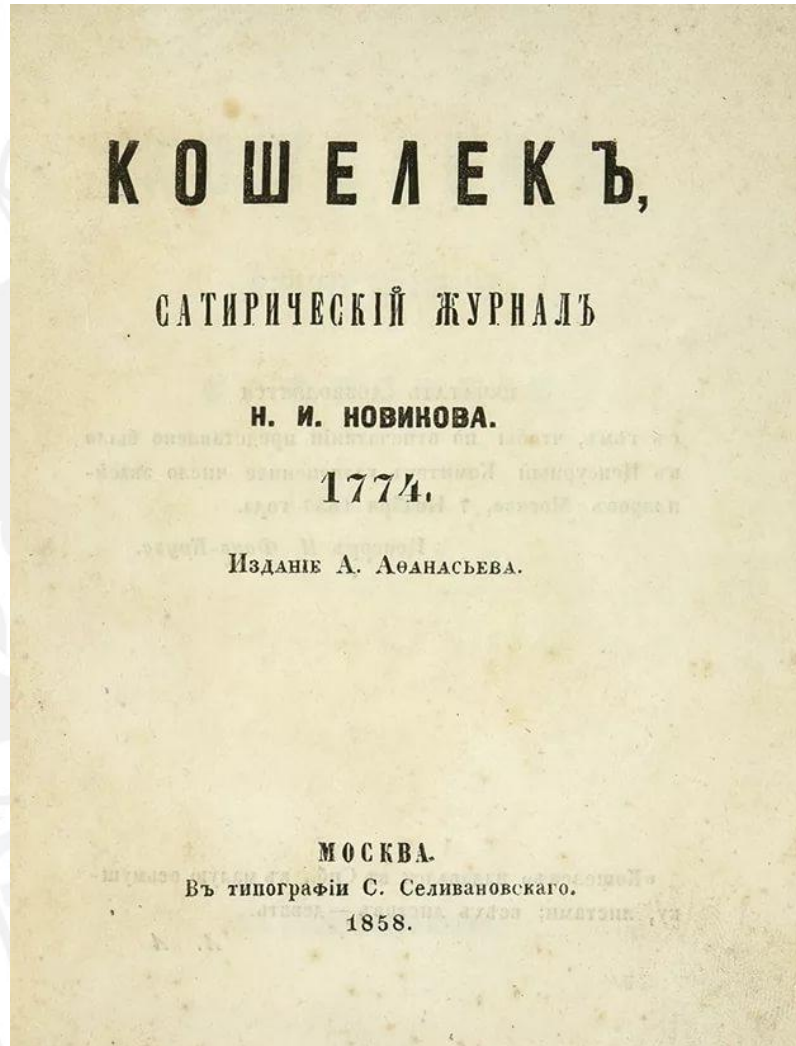 КОШЕЛЕКЪ,
САТИРИЧЕСКІЙ ЖУРНАЛЪ
Н. И. НОВИКОВА.
1774.
Изданіе А. Аѳанасьева.
МОСКВА.
Въ типографіи С. Селивановскаго.
1858.